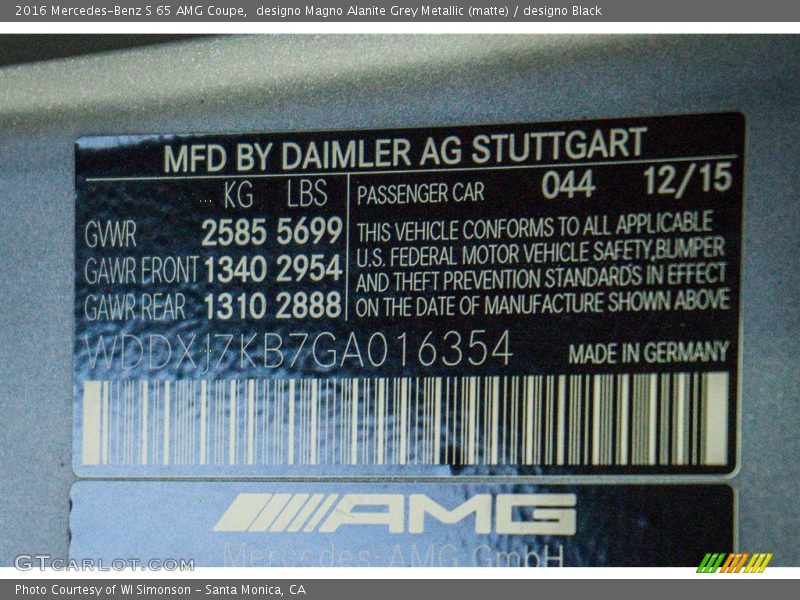 2016 Mercedes-Benz S 65 AMG Coupe,  designo Magno Alanite Grey Metallic (matte) / designo Black
MFD BY DAIMLER AG STUTTGART
KG LBS
GVWR 2585 5699
GAWR FRONT 1340 2954
GAWR REAR 1310 2888
PASSENGER CAR 044 12/15
THIS VEHICLE CONFORMS TO ALL APPLICABLE
U.S. FEDERAL MOTOR VEHICLE SAFETY,BUMPER
AND THEFT PREVENTION STANDARDS IN EFFECT
ON THE DATE OF MANUFACTURE SHOWN ABOVE
WDDXJ7KB7GA016354
MADE IN GERMANY
AMG
Mercedes-AMG GmbH
GTCARLOT.COM
Photo Courtesy of WI Simonson - Santa Monica, CA